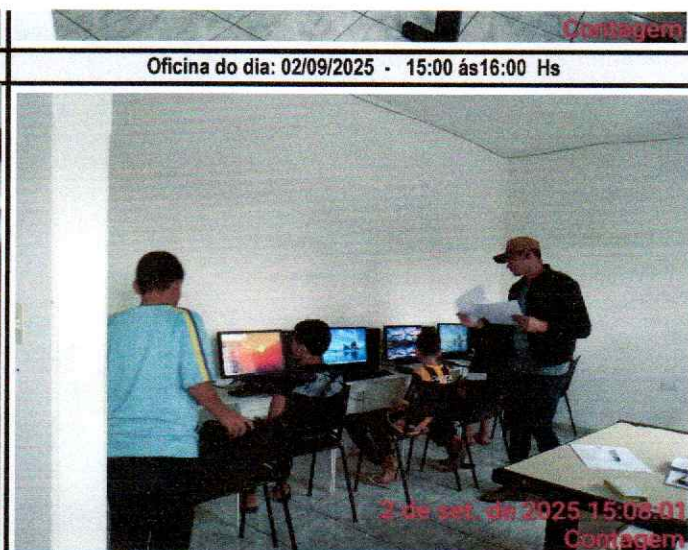 Contagem
Oficina do dia: 02/09/2025 - 15:00 ás16:00 Hs
2 de set. de 2025 15:08:01
Contagem